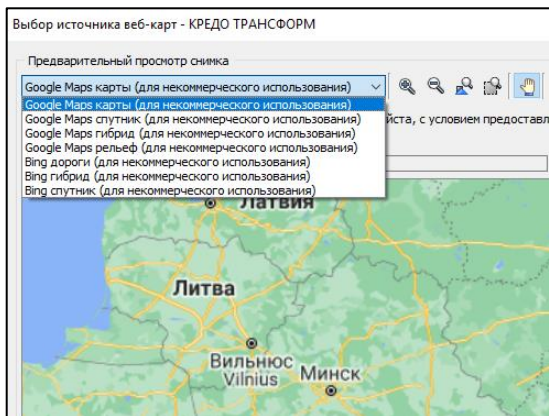 Выбор источника веб-карт - КРЕДО ТРАНСФОРМ
Предварительный просмотр снимка
Google Maps карты (для некоммерческого использования)
Google Maps карты (для некоммерческого использования)
Google Maps спутник (для некоммерческого использования)
йста, с условием предоставл
Google Maps гибрид (для некоммерческого использования)
Google Maps рельеф (для некоммерческого использования)
Bing дороги (для некоммерческого использования)
Bing гибрид (для некоммерческого использования)
Bing спутник (для некоммерческого использования)
Латвия
Литва
Вильнюс
Vilnius
Минск